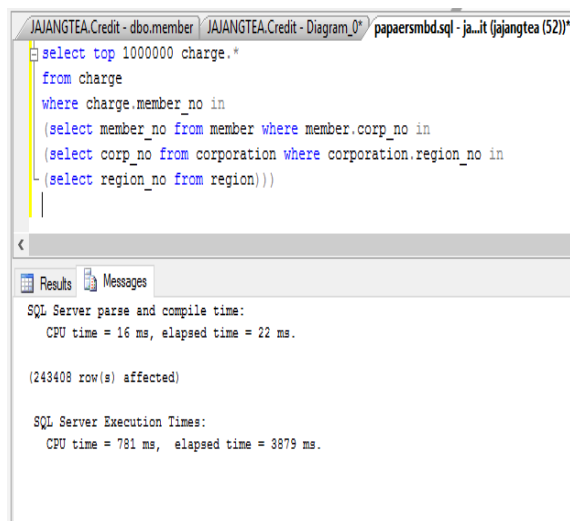 JAJANGTEA.Credit - dbo.member JAJANGTEA.Credit - Diagram_0* papaersmbd.sql - ja...it (jajangtea (52))*
select top 1000000 charge.*
from charge
where charge.member_no in
(select member_no from member where member.corp_no in
(select corp_no from corporation where corporation.region_no in
(select region_no from region)))
Results Messages
SQL Server parse and compile time:
CPU time = 16 ms, elapsed time = 22 ms.
(243408 row(s) affected)
SQL Server Execution Times:
CPU time = 781 ms, elapsed time = 3879 ms.